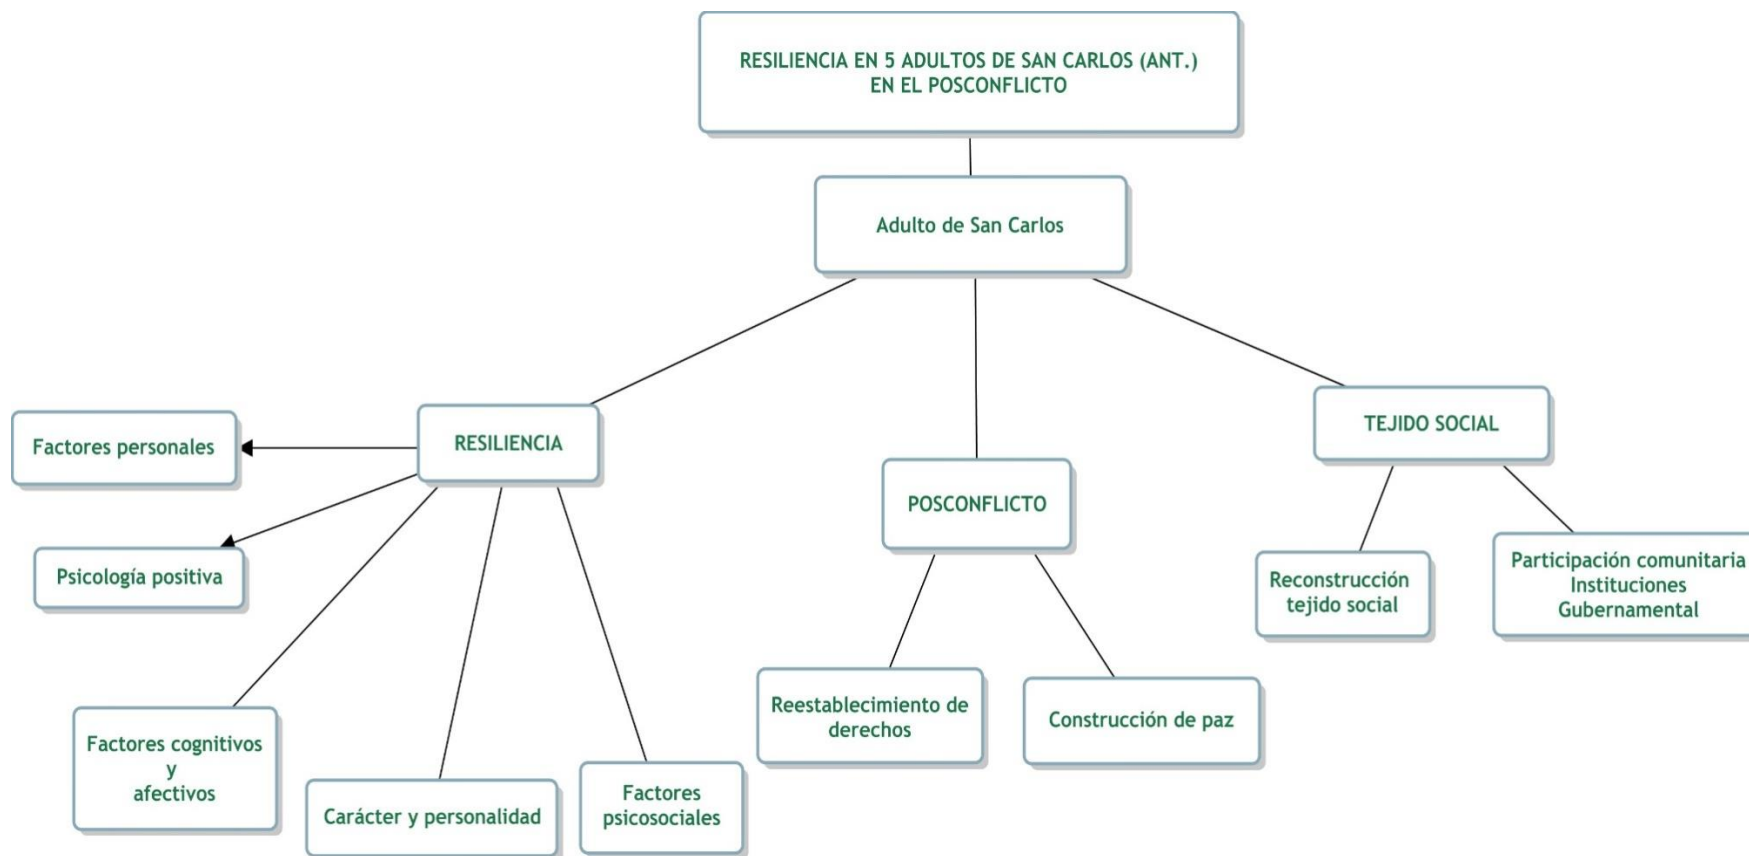 RESILIENCIA EN 5 ADULTOS DE SAN CARLOS (ANT.)
EN EL POSCONFLICTO
Adulto de San Carlos
RESILIENCIA
Factores personales
Psicología positiva
Factores cognitivos
y
afectivos
Carácter y personalidad
Factores
psicosociales
POSCONFLICTO
Reestablecimiento de
derechos
Construcción de paz
TEJIDO SOCIAL
Reconstrucción
tejido social
Participación comunitaria
Instituciones
Gubernamental